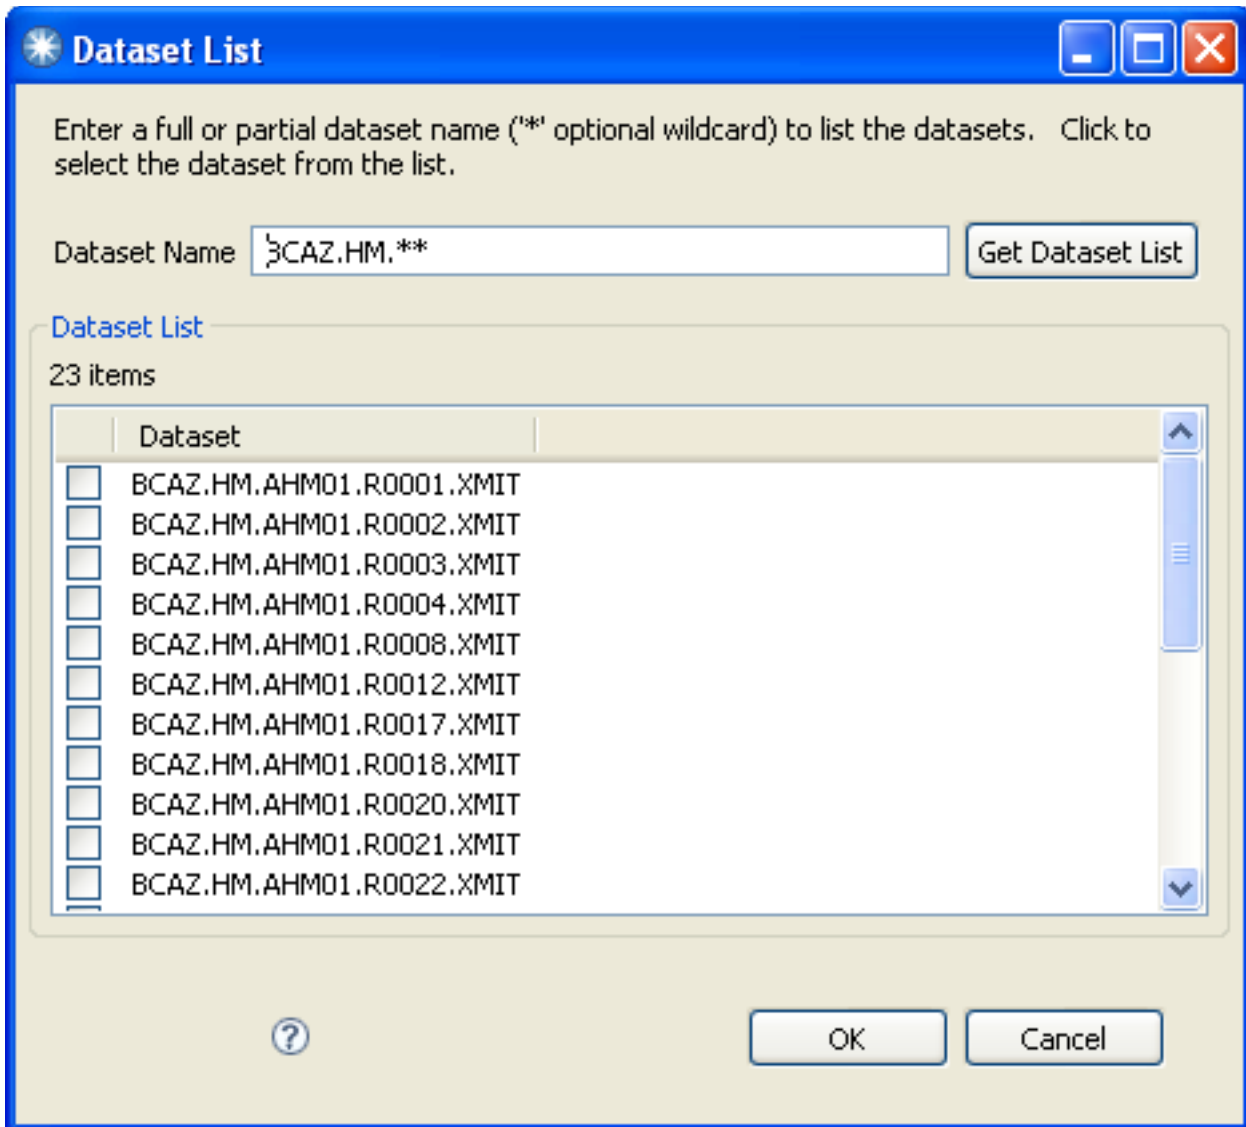 Dataset List
Enter a full or partial dataset name ('*' optional wildcard) to list the datasets.   Click to
select the dataset from the list.
Dataset Name BCAZ.HM.** Get Dataset List
Dataset List
23 items
Dataset
BCAZ.HM.AHM01.R0001.XMIT
BCAZ.HM.AHM01.R0002.XMIT
BCAZ.HM.AHM01.R0003.XMIT
BCAZ.HM.AHM01.R0004.XMIT
BCAZ.HM.AHM01.R0008.XMIT
BCAZ.HM.AHM01.R0012.XMIT
BCAZ.HM.AHM01.R0017.XMIT
BCAZ.HM.AHM01.R0018.XMIT
BCAZ.HM.AHM01.R0020.XMIT
BCAZ.HM.AHM01.R0021.XMIT
BCAZ.HM.AHM01.R0022.XMIT
? OK Cancel